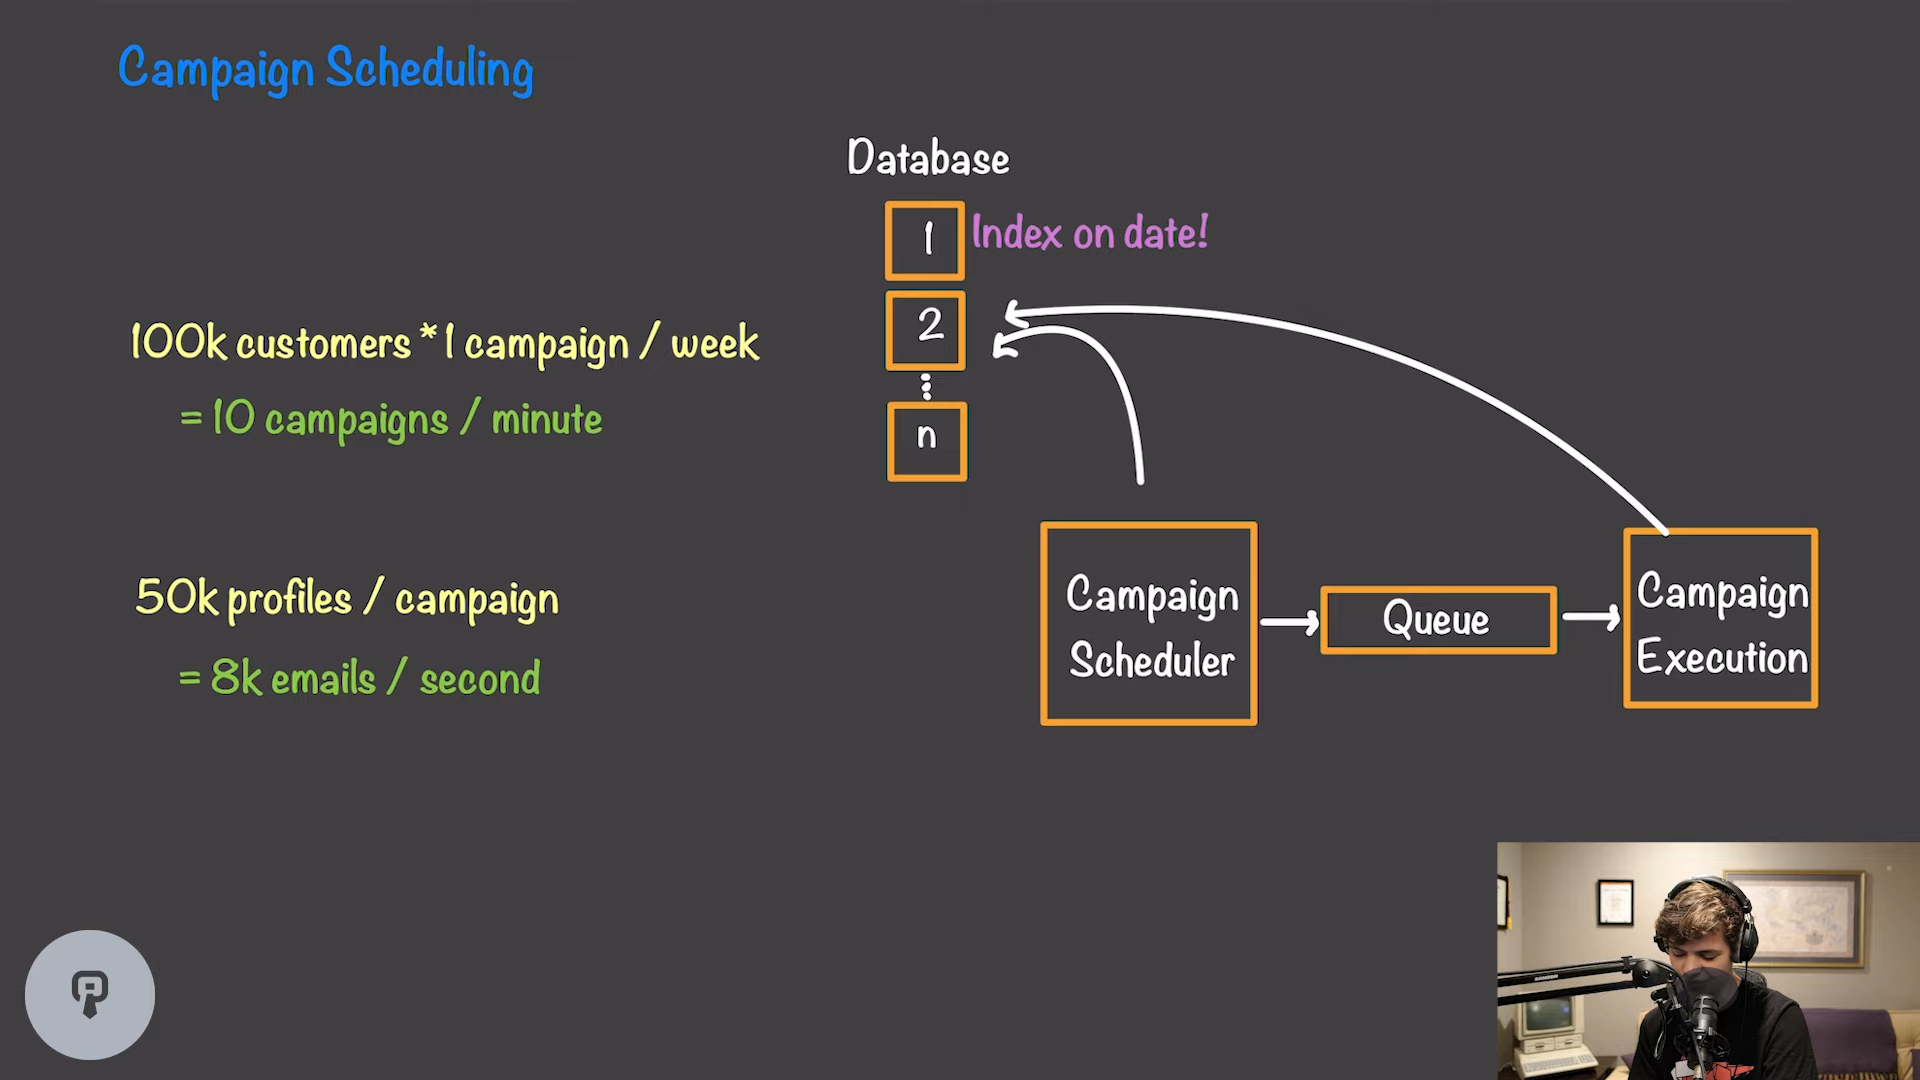 Campaign Scheduling
Database
1
Index on date!
2
n
100k customers * 1 campaign / week
= 10 campaigns / minute
50k profiles / campaign
= 8k emails / second
Campaign
Scheduler
Queue
Campaign
Execution
SAMSON